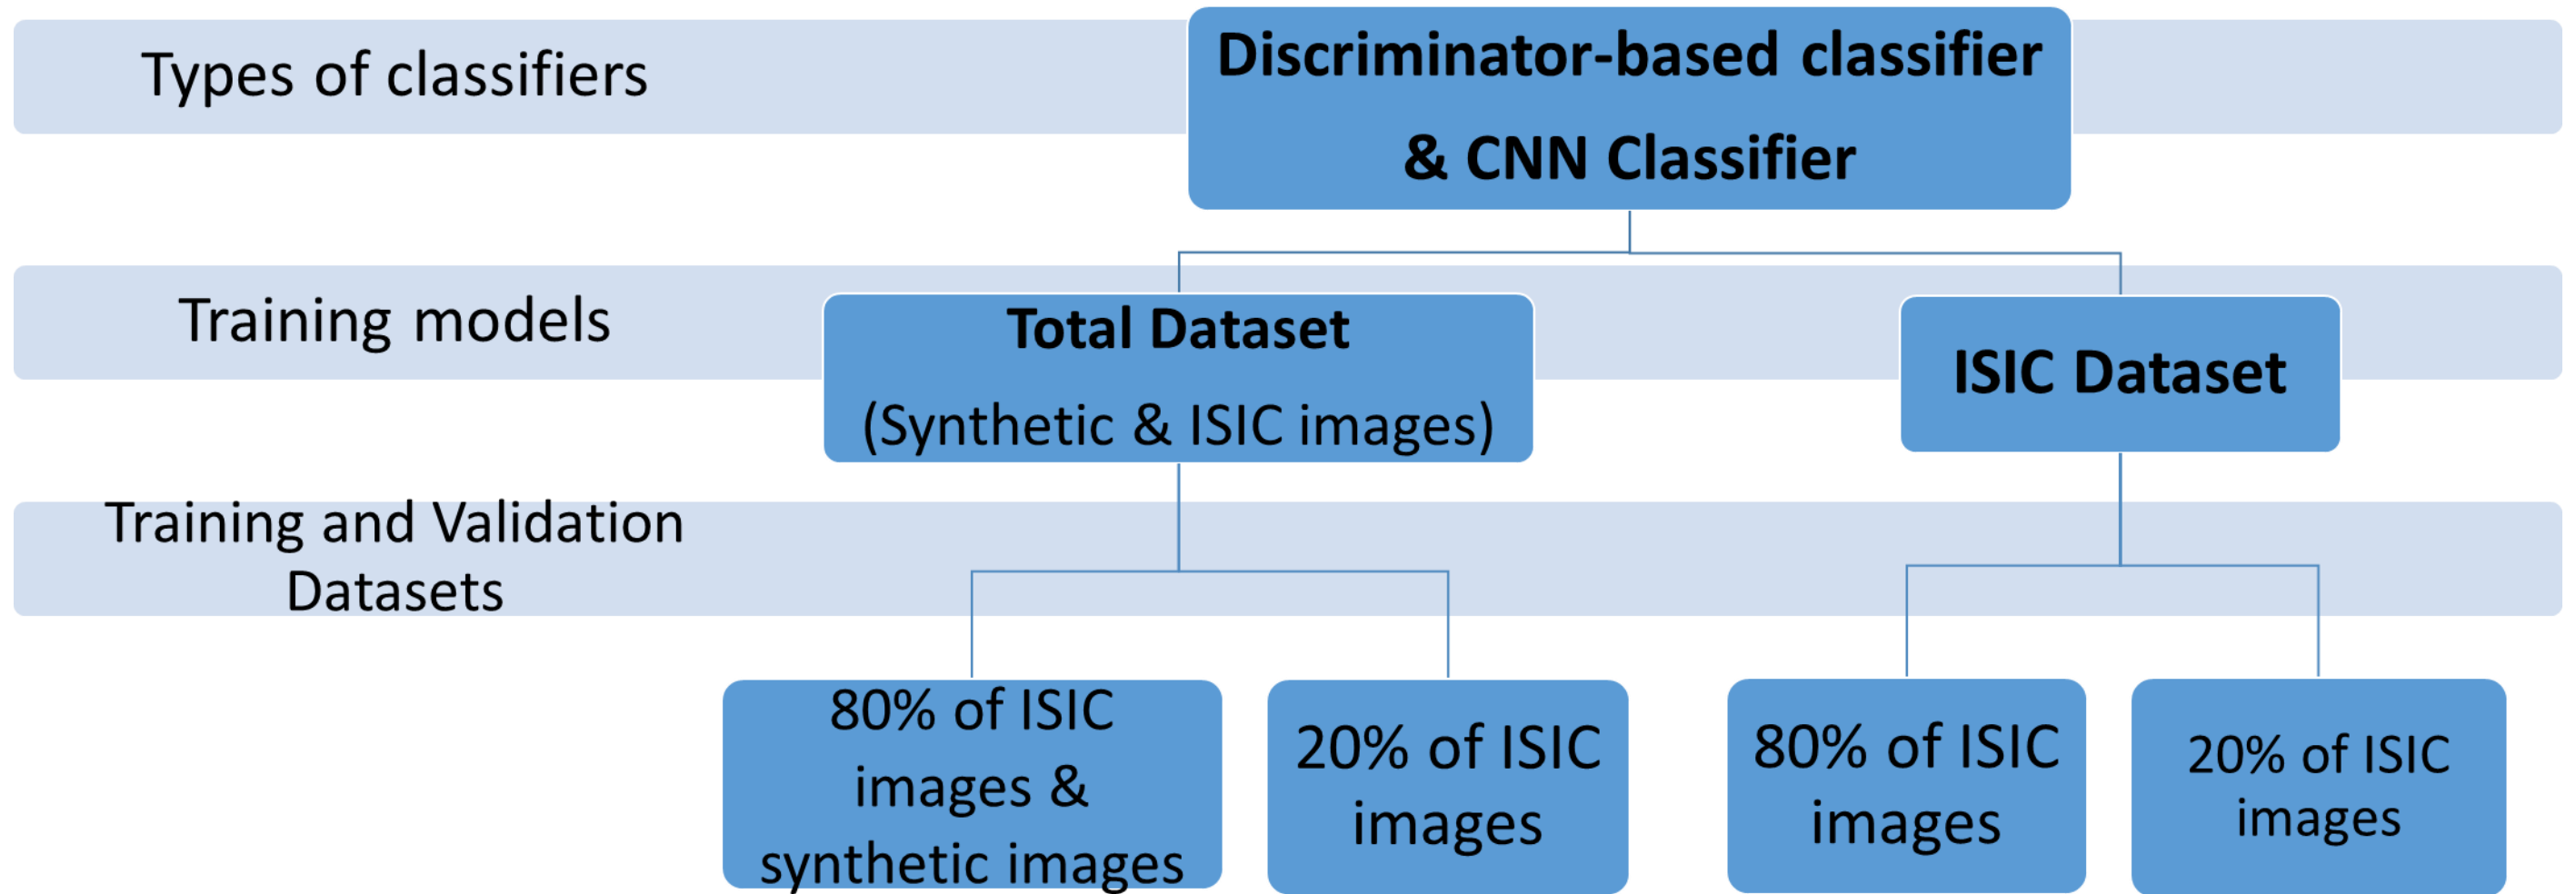 Types of classifiers
Discriminator-based classifier
& CNN Classifier
Training models
Total Dataset
(Synthetic & ISIC images)
ISIC Dataset
Training and Validation
Datasets
80% of ISIC
images &
synthetic images
20% of ISIC
images
80% of ISIC
images
20% of ISIC
images